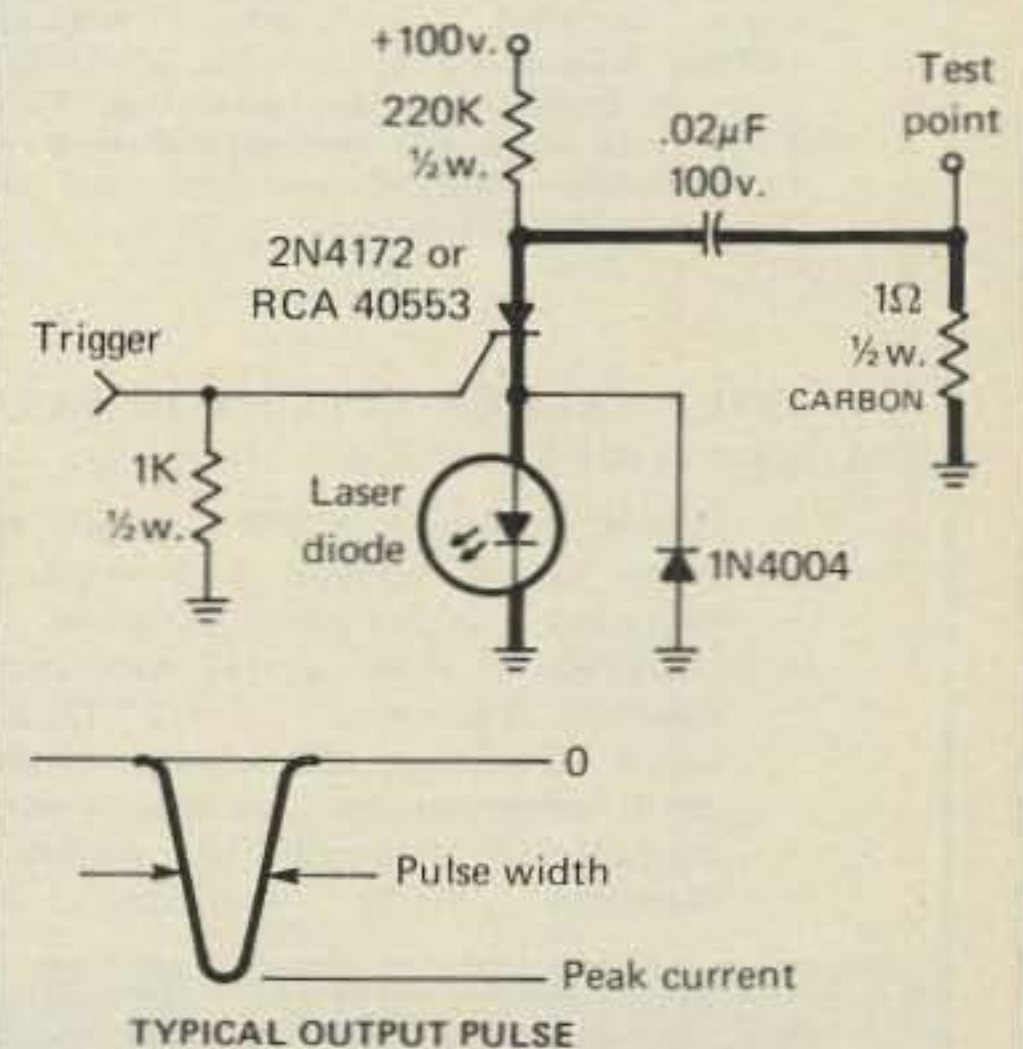 +100v.
220K
½w.
.02µF
100v.
Test
point
2N4172 or
RCA 40553
Trigger
1K
½w.
Laser
diode
1N4004
1Ω
½w.
CARBON
0
Pulse width
Peak current
TYPICAL OUTPUT PULSE